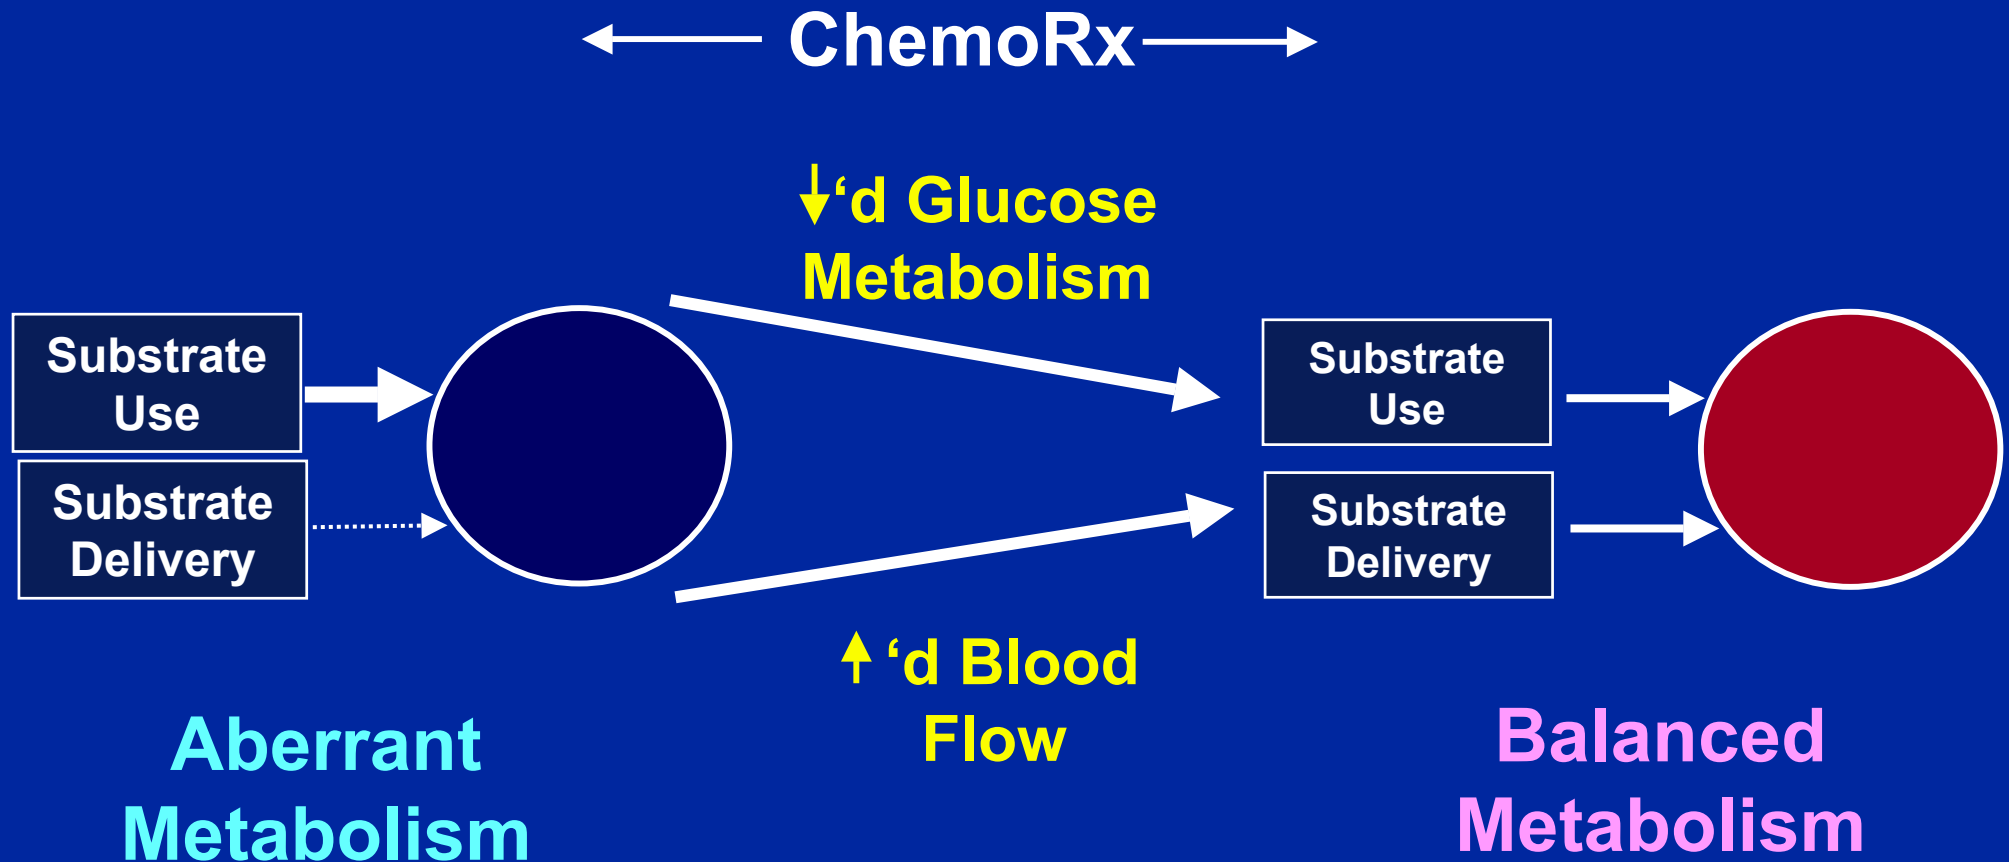 ChemoRx
↓‘d Glucose
Metabolism
Substrate
Use
Substrate
Delivery
Substrate
Use
Substrate
Delivery
↑ ‘d Blood
Flow
Aberrant
Metabolism
Balanced
Metabolism